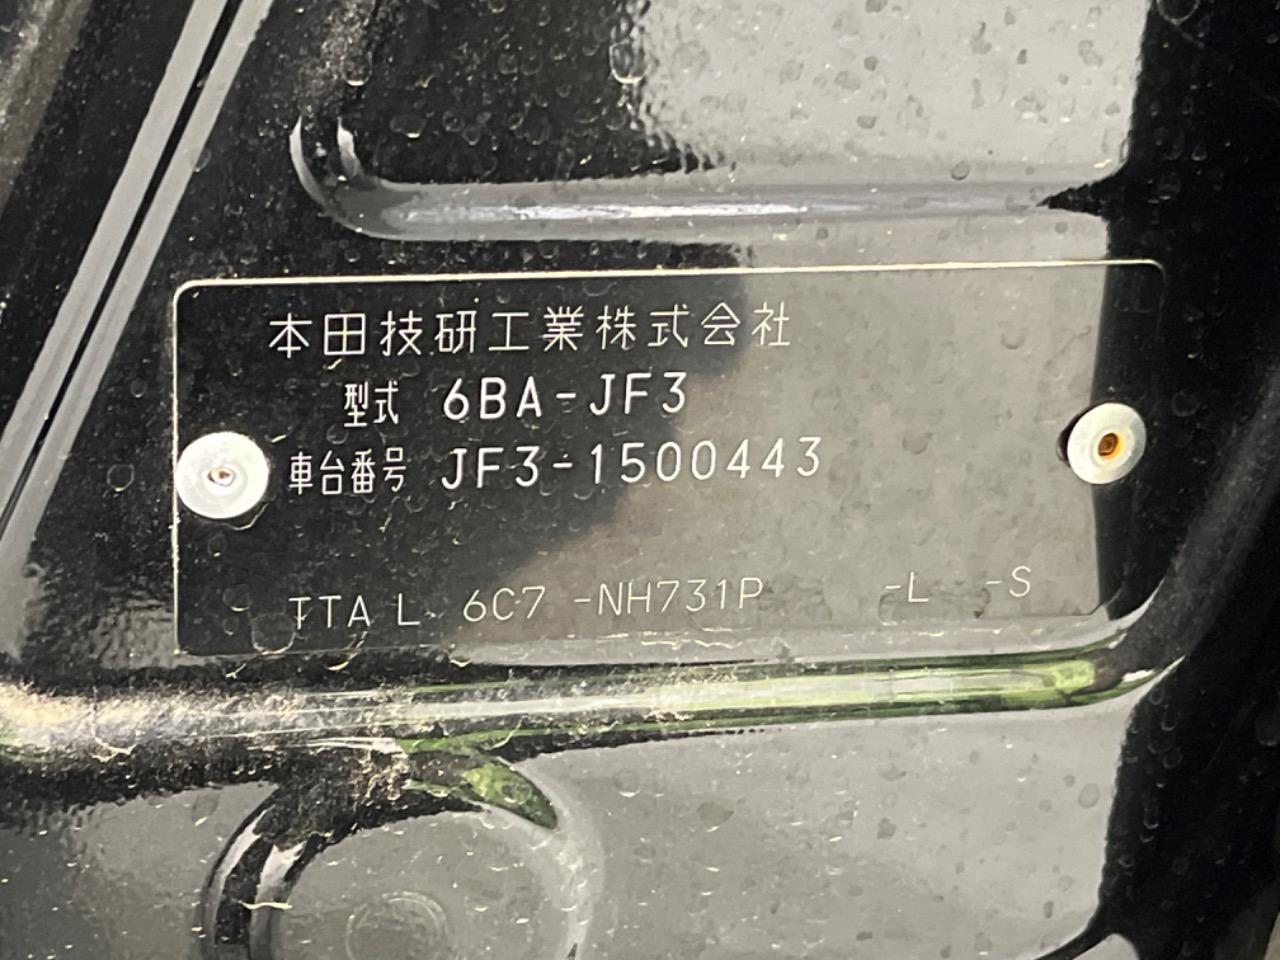 本田技研工業株式会社
型式 6BA-JF3
車台番号 JF3-1500443
TTA L 6C7 -NH731P -L -S